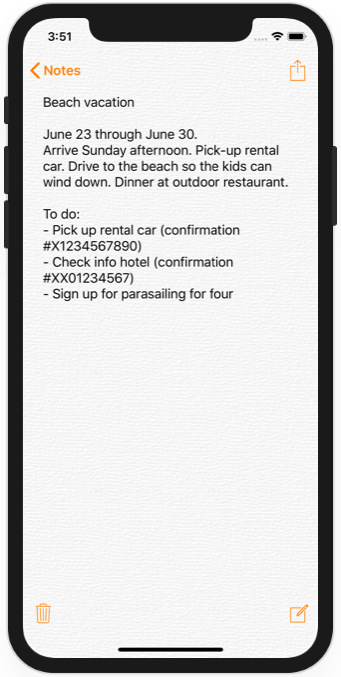 3:51
Notes
Beach vacation
June 23 through June 30.
Arrive Sunday afternoon. Pick-up rental
car. Drive to the beach so the kids can
wind down. Dinner at outdoor restaurant.
To do:
- Pick up rental car (confirmation
#X1234567890)
- Check info hotel (confirmation
#XX01234567)
- Sign up for parasailing for four